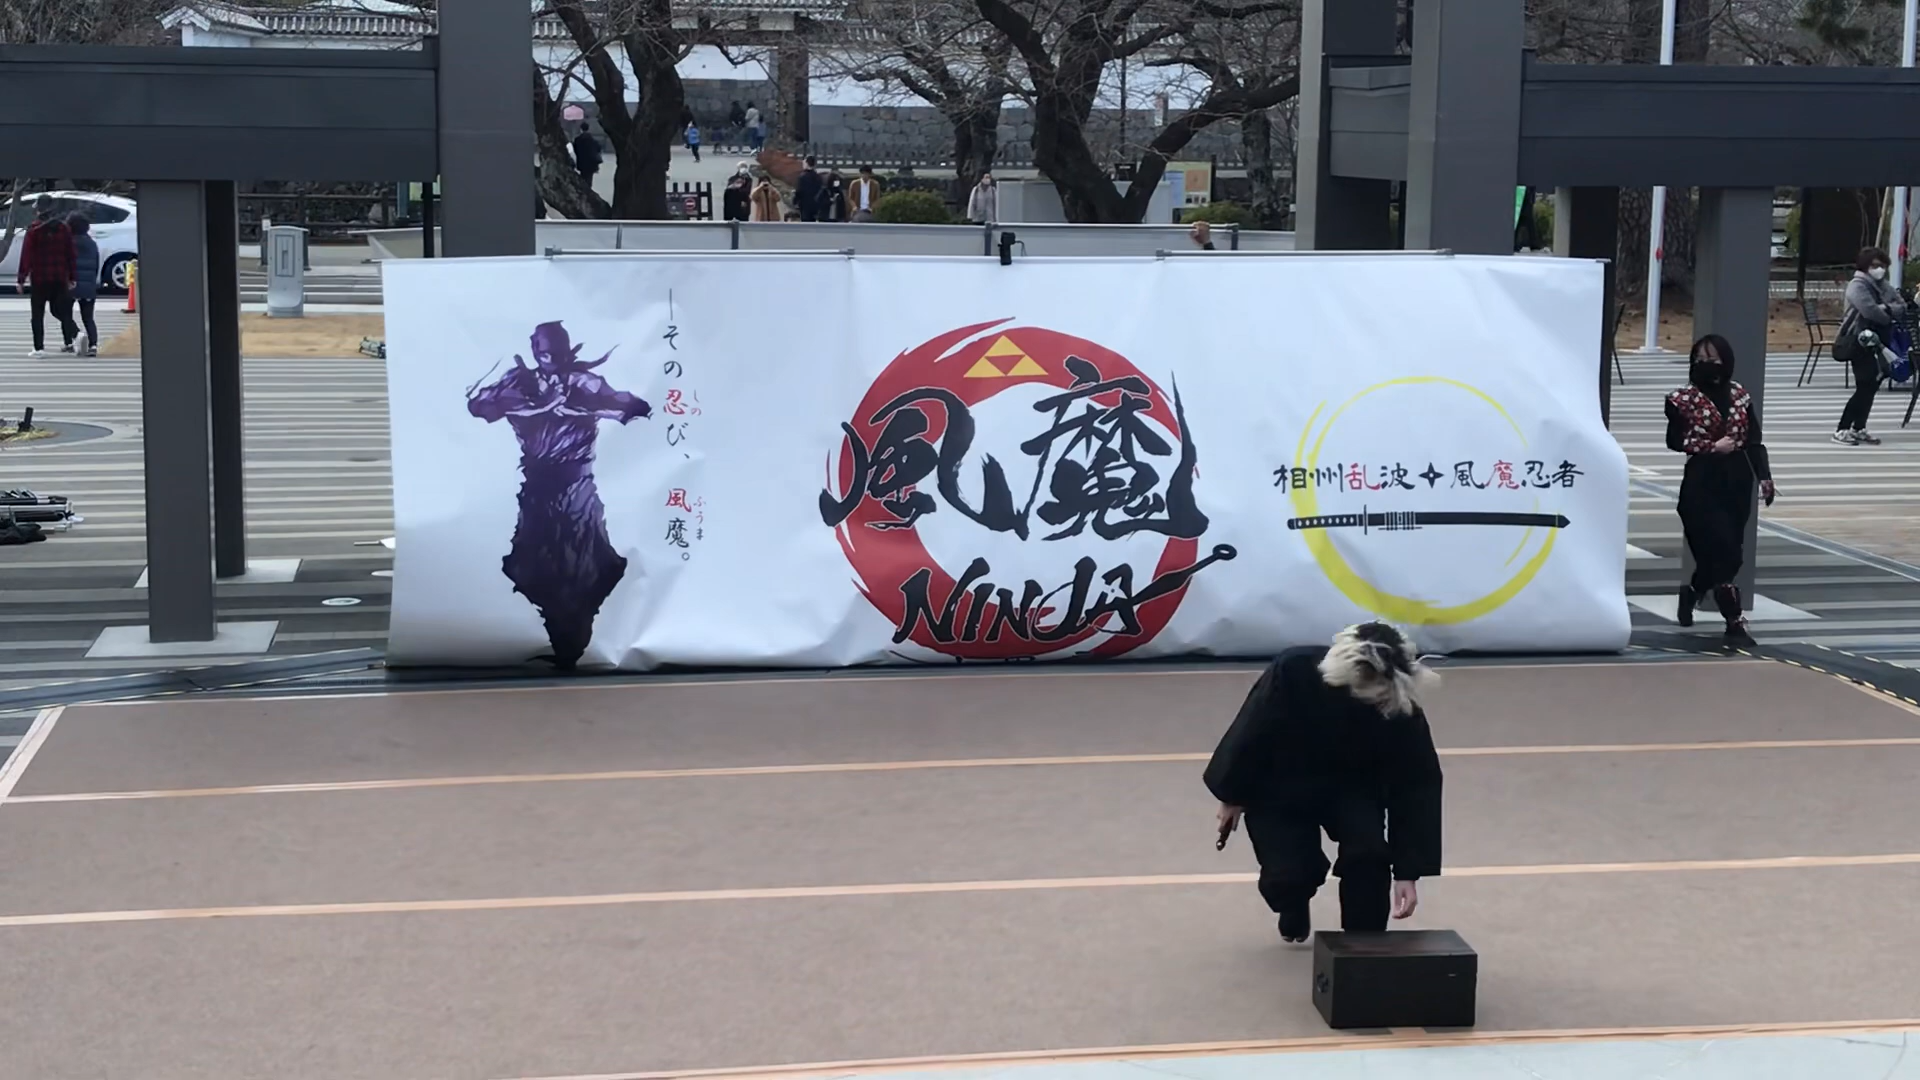 ―その忍び、
風魔。
しの
ふうま
風魔
NINJA
相州乱波 風魔忍者